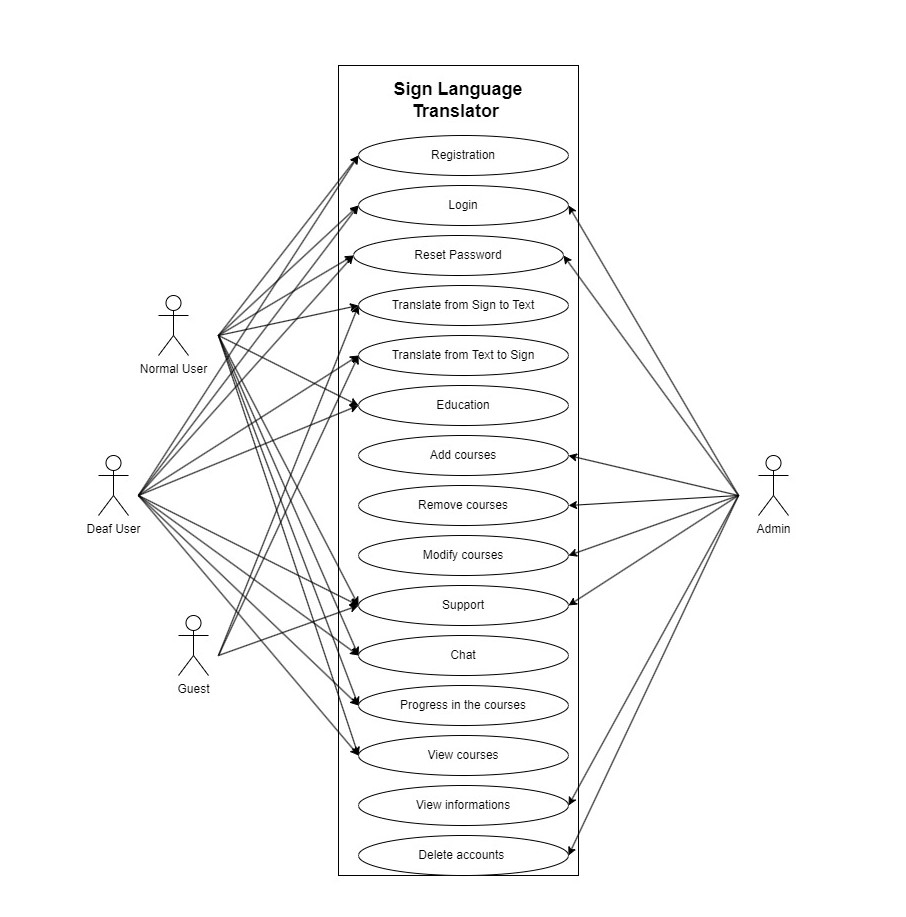 Sign Language
Translator
Registration
Login
Reset Password
Translate from Sign to Text
Normal User
Translate from Text to Sign
Education
Add courses
Remove courses
Deaf User
Admin
Modify courses
Support
Chat
Guest
Progress in the courses
View courses
View informations
Delete accounts